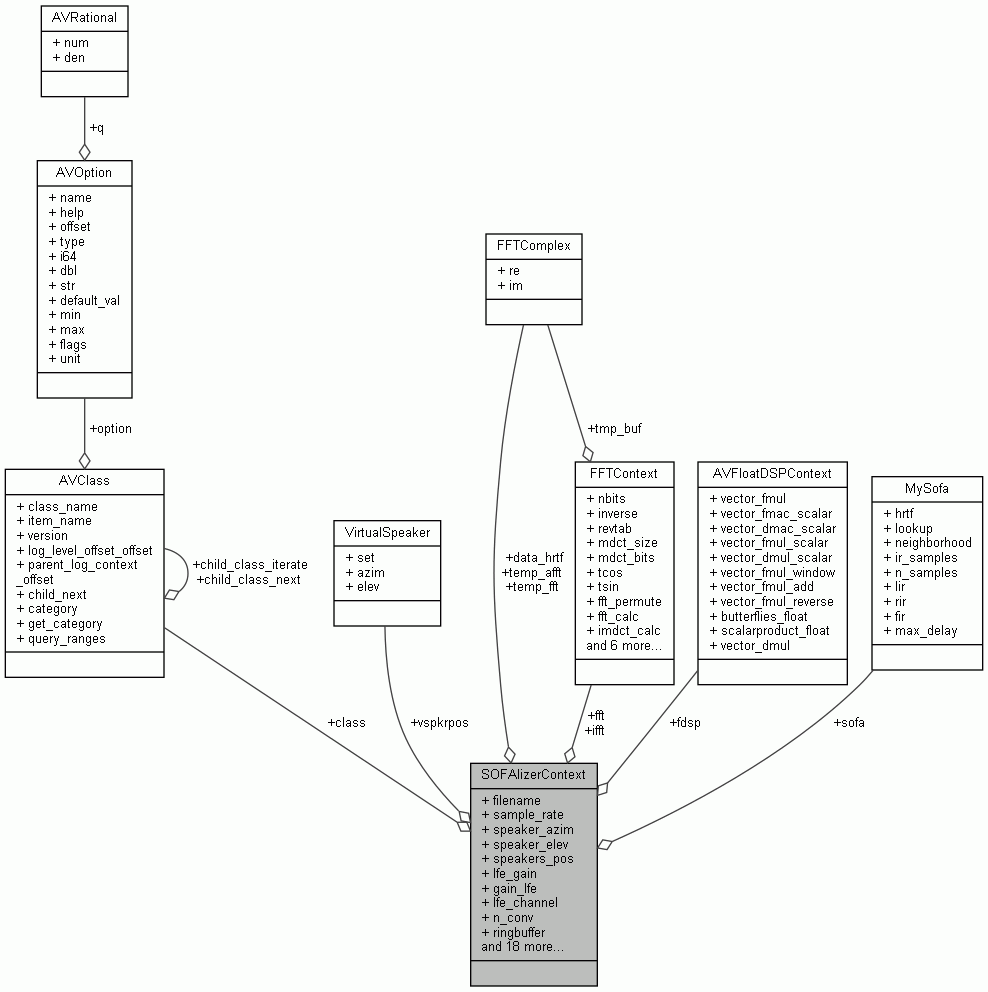 AVRational
+ num
+ den
+q
AVOption
+ name
+ help
+ offset
+ type
+ i64
+ dbl
+ str
+ default_val
+ min
+ max
+ flags
+ unit
+option
AVClass
+ class_name
+ item_name
+ version
+ log_level_offset_offset
+ parent_log_context
_offset
+ child_next
+ category
+ get_category
+ query_ranges
+child_class_iterate
+child_class_next
+class
VirtualSpeaker
+ set
+ azim
+ elev
+vspkrpos
FFTComplex
+ re
+ im
+data_hrtf
+temp_afft
+temp_fft
+tmp_buf
FFTContext
+ nbits
+ inverse
+ revtab
+ mdct_size
+ mdct_bits
+ tcos
+ tsin
+ fft_permute
+ fft_calc
+ imdct_calc
and 6 more...
+fft
+ifft
AVFloatDSPContext
+ vector_fmul
+ vector_fmac_scalar
+ vector_dmac_scalar
+ vector_fmul_scalar
+ vector_dmul_scalar
+ vector_fmul_window
+ vector_fmul_add
+ vector_fmul_reverse
+ butterflies_float
+ scalarproduct_float
+ vector_dmul
+fdsp
MySofa
+ hrtf
+ lookup
+ neighborhood
+ ir_samples
+ n_samples
+ lir
+ rir
+ fir
+ max_delay
+sofa
SOFAlizerContext
+ filename
+ sample_rate
+ speaker_azim
+ speaker_elev
+ speakers_pos
+ lfe_gain
+ gain_lfe
+ lfe_channel
+ n_conv
+ ringbuffer
and 18 more...